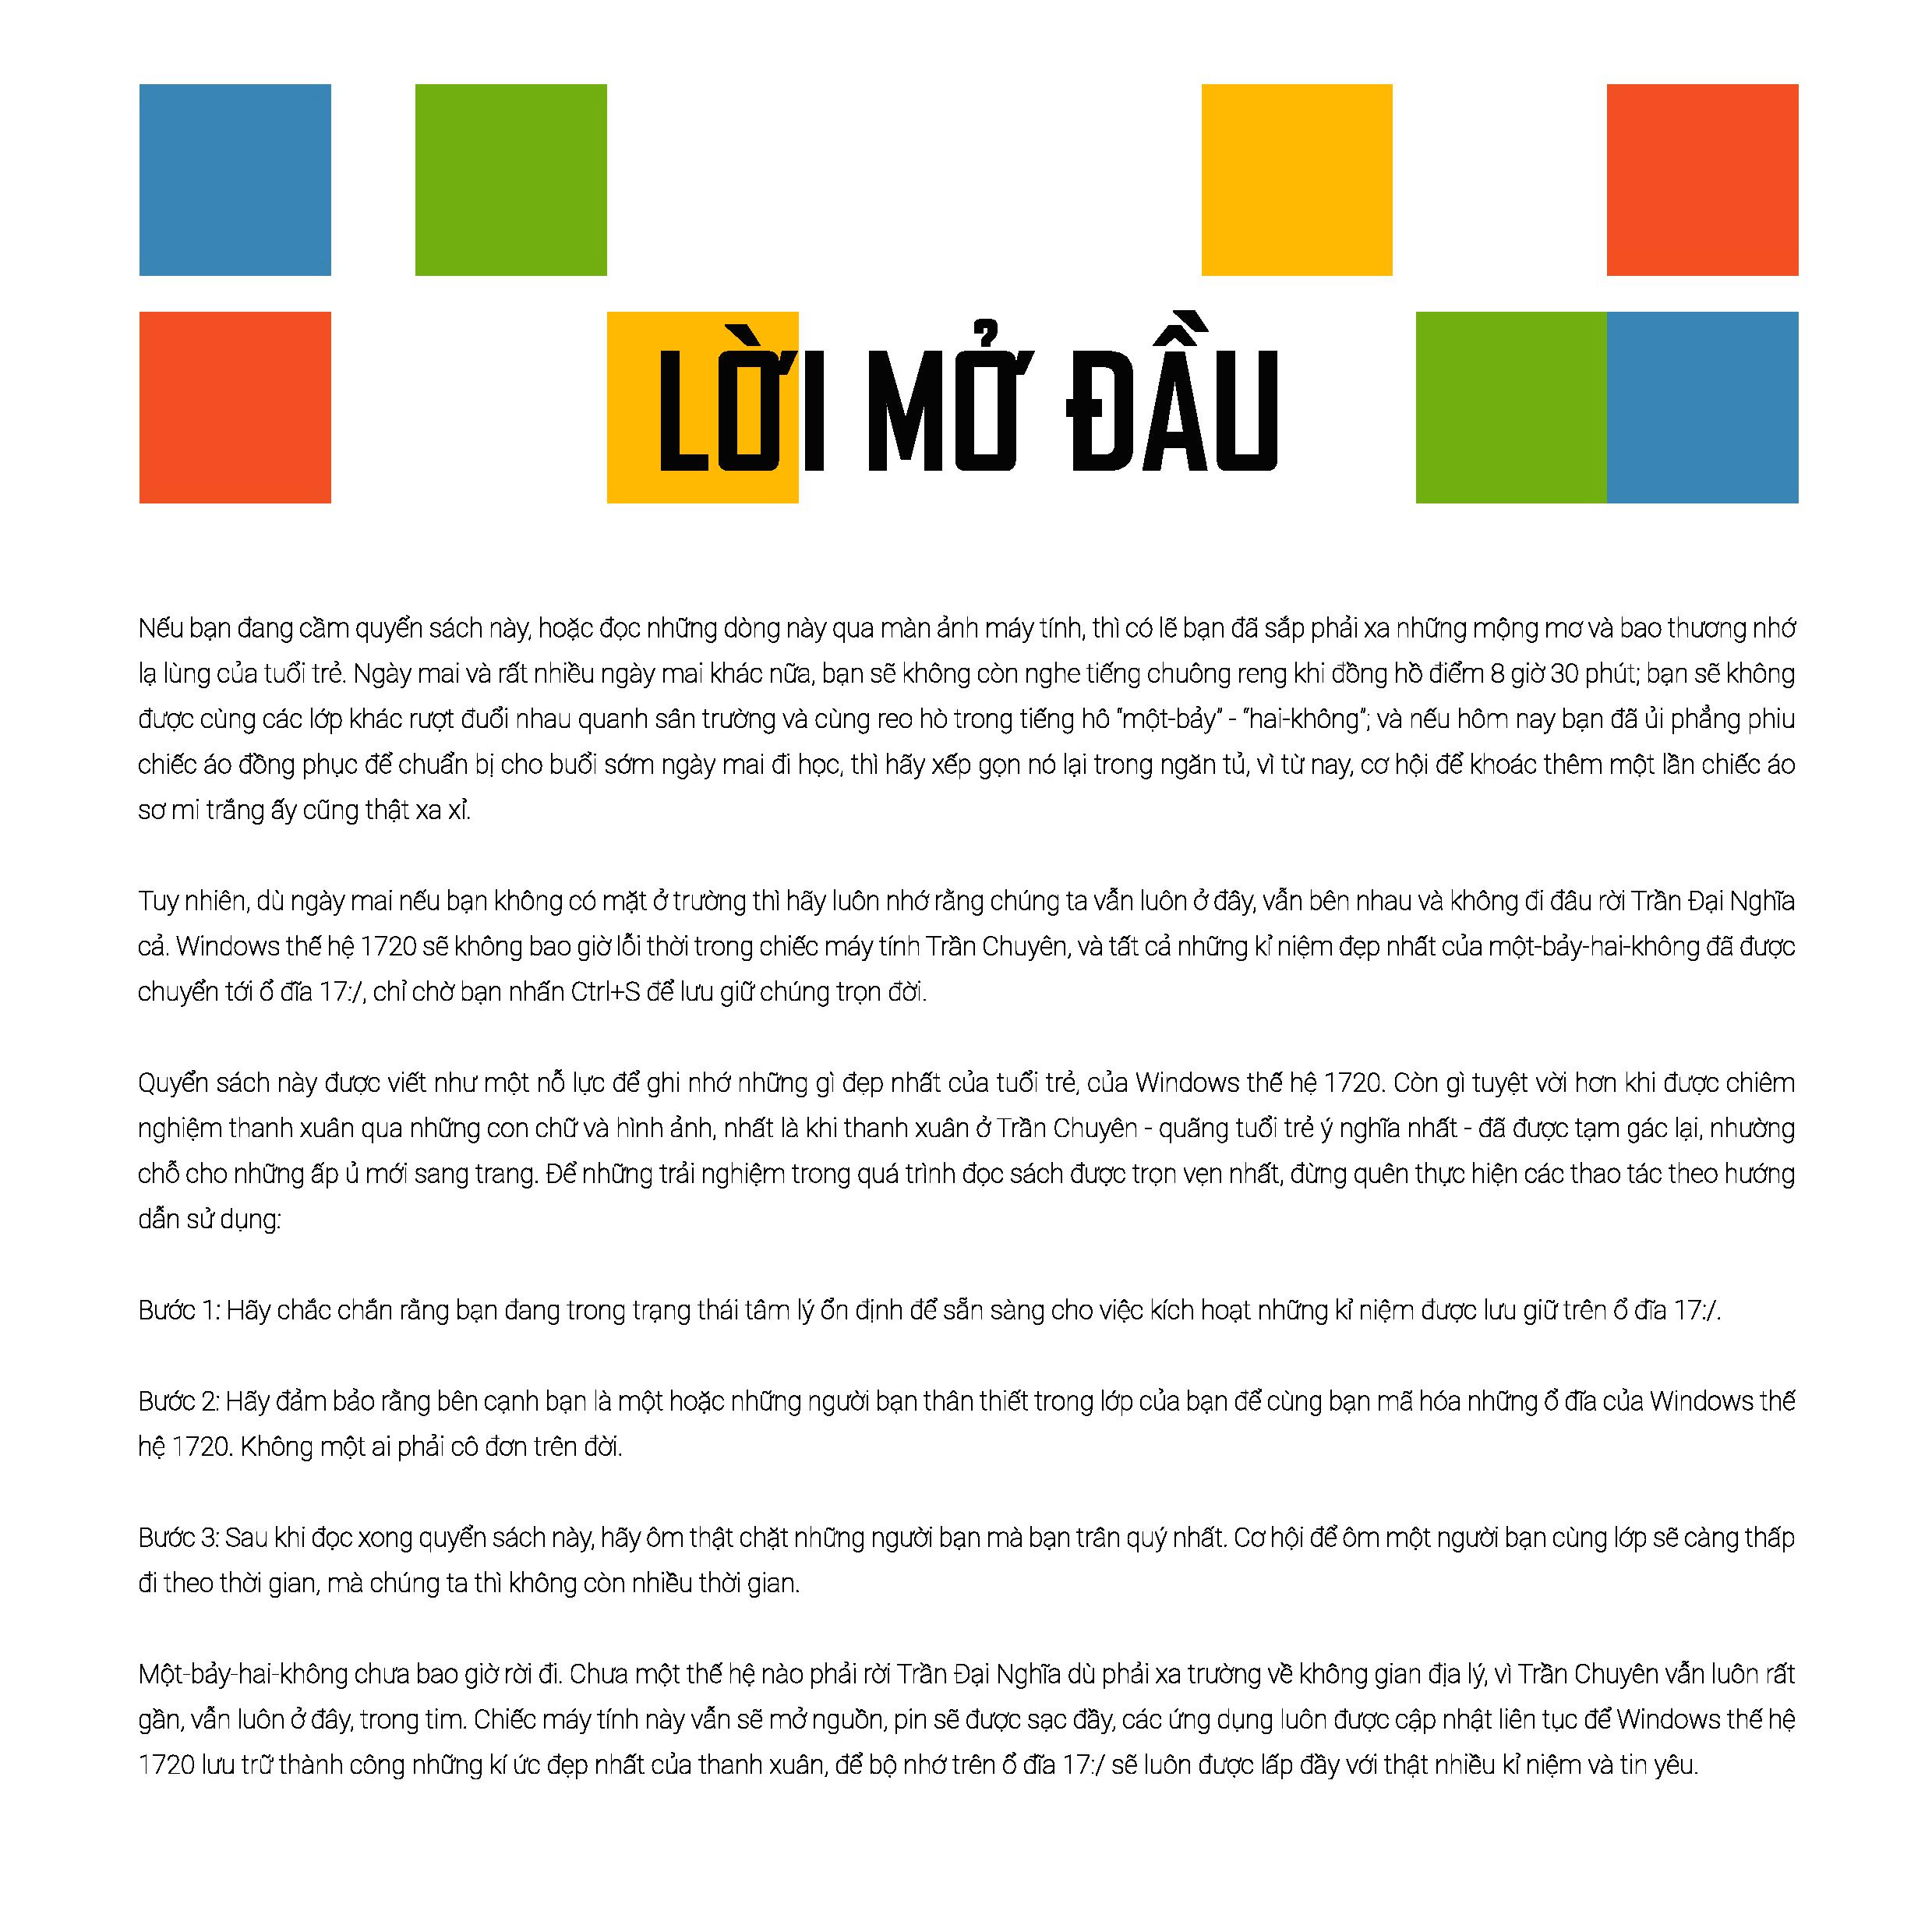 LỜI MỞ ĐẦU
Nếu bạn đang cầm quyển sách này, hoặc đọc những dòng này qua màn ảnh máy tính, thì có lẽ bạn đã sắp phải xa những mộng mơ và bao thương nhớ
lạ lùng của tuổi trẻ. Ngày mai và rất nhiều ngày mai khác nữa, bạn sẽ không còn nghe tiếng chuông reng khi đồng hồ điểm 8 giờ 30 phút; bạn sẽ không
được cùng các lớp khác rượt đuổi nhau quanh sân trường và cùng reo hò trong tiếng hô “một-bảy” - “hai-không”; và nếu hôm nay bạn đã ủi phẳng phiu
chiếc áo đồng phục để chuẩn bị cho buổi sớm ngày mai đi học, thì hãy xếp gọn nó lại trong ngăn tủ, vì từ nay, cơ hội để khoác thêm một lần chiếc áo
sơ mi trắng ấy cũng thật xa xỉ.
Tuy nhiên, dù ngày mai nếu bạn không có mặt ở trường thì hãy luôn nhớ rằng chúng ta vẫn luôn ở đây, vẫn bên nhau và không đi đâu rời Trần Đại Nghĩa
cả. Windows thế hệ 1720 sẽ không bao giờ lỗi thời trong chiếc máy tính Trần Chuyên, và tất cả những kỉ niệm đẹp nhất của một-bảy-hai-không đã được
chuyển tới ổ đĩa 17:/, chỉ chờ bạn nhấn Ctrl+S để lưu giữ chúng trọn đời.
Quyển sách này được viết như một nỗ lực để ghi nhớ những gì đẹp nhất của tuổi trẻ, của Windows thế hệ 1720. Còn gì tuyệt vời hơn khi được chiêm
nghiệm thanh xuân qua những con chữ và hình ảnh, nhất là khi thanh xuân ở Trần Chuyên - quãng tuổi trẻ ý nghĩa nhất - đã được tạm gác lại, nhường
chỗ cho những ấp ủ mới sang trang. Để những trải nghiệm trong quá trình đọc sách được trọn vẹn nhất, đừng quên thực hiện các thao tác theo hướng
dẫn sử dụng:
Bước 1: Hãy chắc chắn rằng bạn đang trong trạng thái tâm lý ổn định để sẵn sàng cho việc kích hoạt những kỉ niệm được lưu giữ trên ổ đĩa 17:/.
Bước 2: Hãy đảm bảo rằng bên cạnh bạn là một hoặc những người bạn thân thiết trong lớp của bạn để cùng bạn mã hóa những ổ đĩa của Windows thế
hệ 1720. Không một ai phải cô đơn trên đời.
Bước 3: Sau khi đọc xong quyển sách này, hãy ôm thật chặt những người bạn mà bạn trân quý nhất. Cơ hội để ôm một người bạn cùng lớp sẽ càng thấp
đi theo thời gian, mà chúng ta thì không còn nhiều thời gian.
Một-bảy-hai-không chưa bao giờ rời đi. Chưa một thế hệ nào phải rời Trần Đại Nghĩa dù phải xa trường về không gian địa lý, vì Trần Chuyên vẫn luôn rất
gần, vẫn luôn ở đây, trong tim. Chiếc máy tính này vẫn sẽ mở nguồn, pin sẽ được sạc đầy, các ứng dụng luôn được cập nhật liên tục để Windows thế hệ
1720 lưu trữ thành công những kí ức đẹp nhất của thanh xuân, để bộ nhớ trên ổ đĩa 17:/ sẽ luôn được lấp đầy với thật nhiều kỉ niệm và tin yêu.